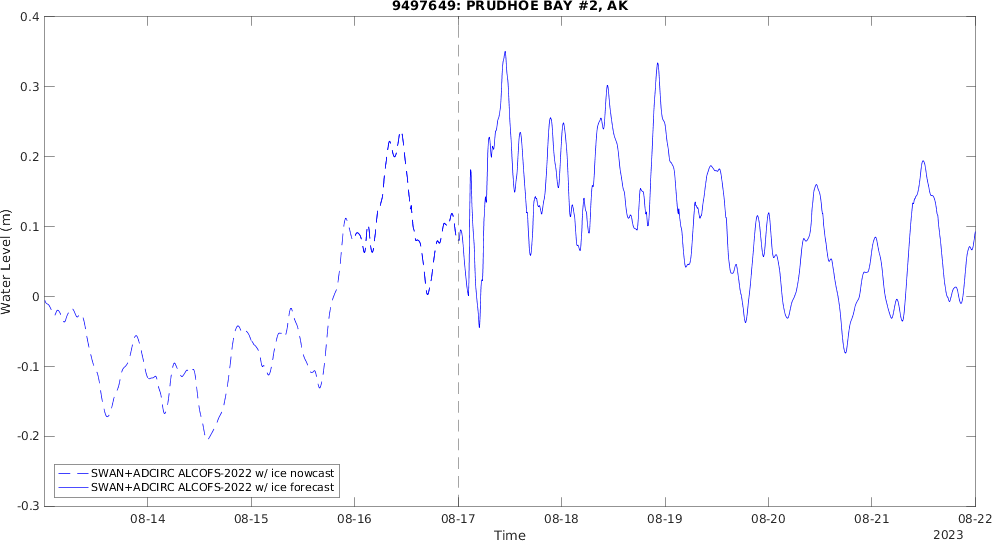 9497649: PRUDHOE BAY #2, AK
0.4
0.3
0.2
0.1
0
-0.1
-0.2
-0.3
Water Level (m)
SWAN+ADCIRC ALCOFS-2022 w/ ice nowcast
SWAN+ADCIRC ALCOFS-2022 w/ ice forecast
08-14 08-15 08-16 08-17 08-18 08-19 08-20 08-21 08-22
Time
2023